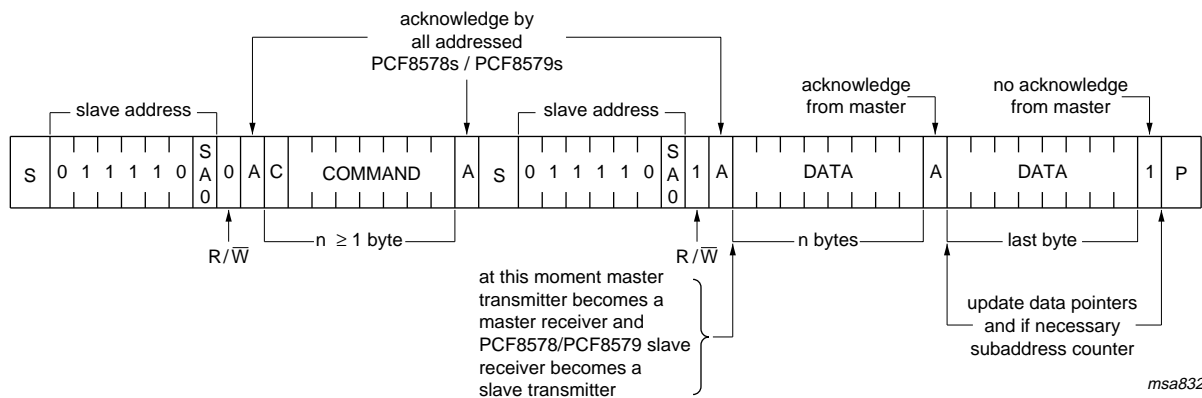 acknowledge by
all addressed
PCF8578s / PCF8579s
acknowledge
from master
no acknowledge
from master
slave address
slave address
S 0 1 1 1 1 0 S A 0 0 A C COMMAND A S 0 1 1 1 1 0 S A 0 1 A DATA A DATA 1 P
R/W̅
n ≥ 1 byte
R/W̅
n bytes
last byte
at this moment master
transmitter becomes a
master receiver and
PCF8578/PCF8579 slave
receiver becomes a
slave transmitter
update data pointers
and if necessary
subaddress counter
msa832